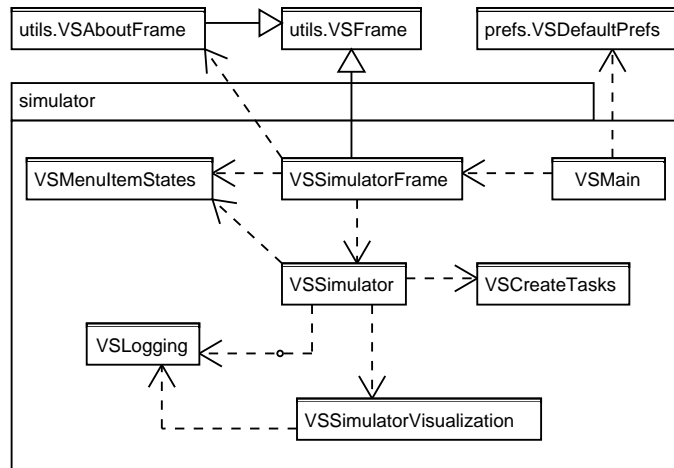 utils.VSAboutFrame
utils.VSFrame
prefs.VSDefaultPrefs
simulator
VSMenuItemStates
VSSimulatorFrame
VSMain
VSSimulator
VSCreateTasks
VSLogging
VSSimulatorVisualization